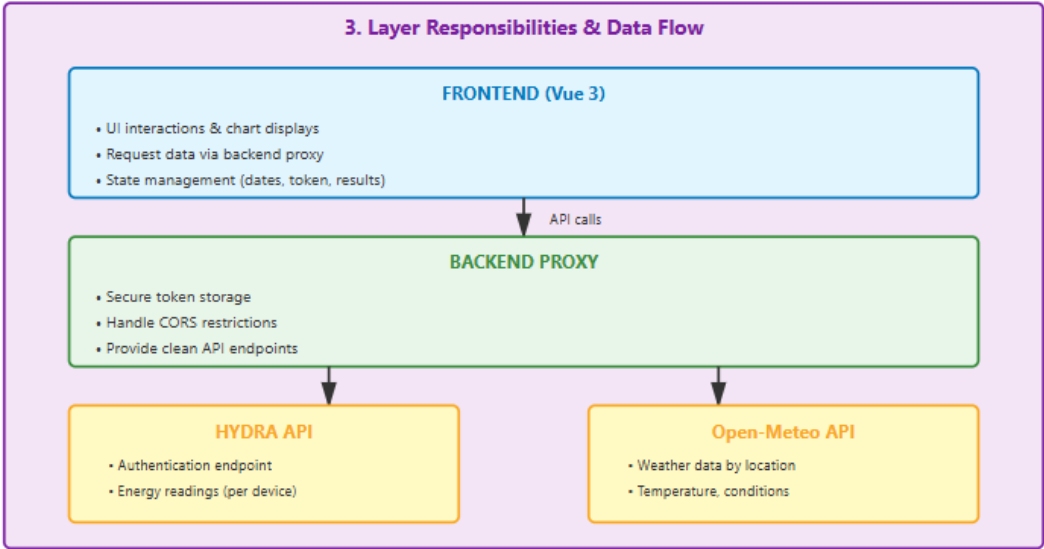 3. Layer Responsibilities & Data Flow
FRONTEND (Vue 3)
• UI interactions & chart displays
• Request data via backend proxy
• State management (dates, token, results)
API calls
BACKEND PROXY
• Secure token storage
• Handle CORS restrictions
• Provide clean API endpoints
HYDRA API
• Authentication endpoint
• Energy readings (per device)
Open-Meteo API
• Weather data by location
• Temperature, conditions